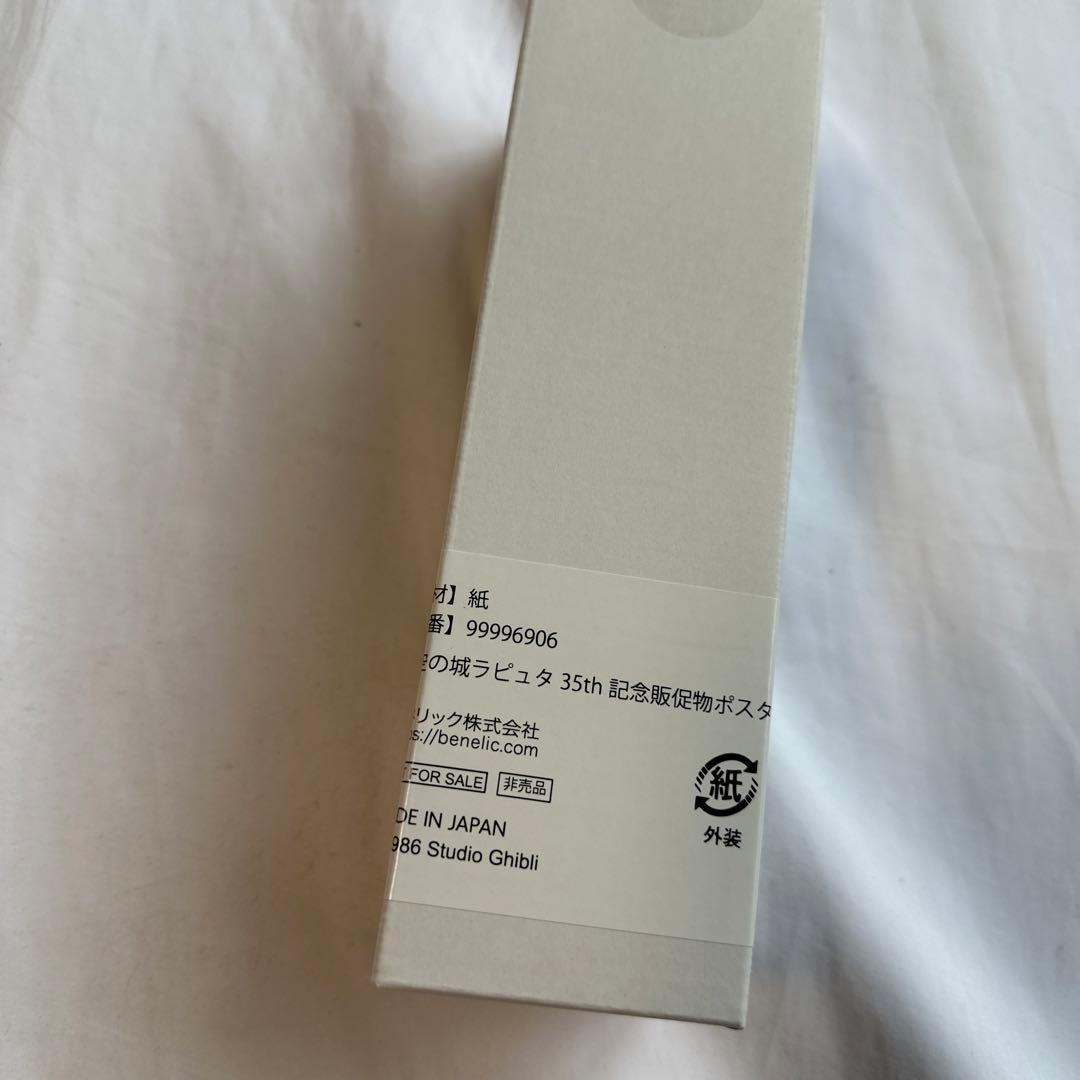 材】紙
番】99996906
空の城ラピュタ 35th 記念販促物ポスタ
リック株式会社
s://benelic.com
FOR SALE 非売品
DE IN JAPAN
986 Studio Ghibli
紙
外装